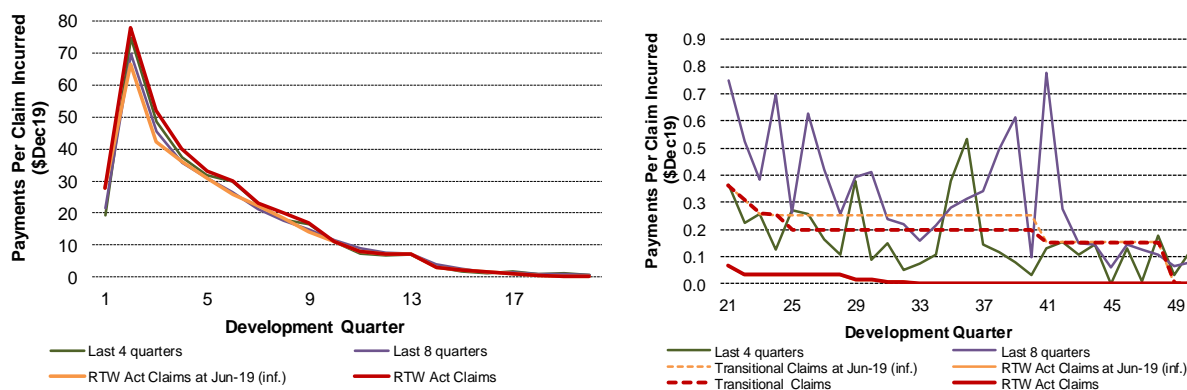 Payments Per Claim Incurred
($Dec19)
80
70
60
50
40
30
20
10
0
1 5 9 13 17
Development Quarter
Last 4 quarters Last 8 quarters
RTW Act Claims at Jun-19 (inf.) RTW Act Claims
Payments Per Claim Incurred
($Dec19)
0.9
0.8
0.7
0.6
0.5
0.4
0.3
0.2
0.1
0.0
21 25 29 33 37 41 45 49
Development Quarter
Last 4 quarters Last 8 quarters
Transitional Claims at Jun-19 (inf.) RTW Act Claims at Jun-19 (inf.)
Transitional Claims RTW Act Claims